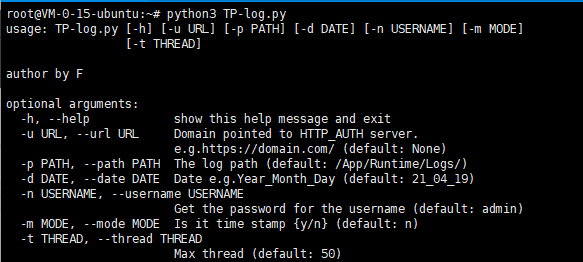 root@VM-0-15-ubuntu:~# python3 TP-log.py
usage: TP-log.py [-h] [-u URL] [-p PATH] [-d DATE] [-n USERNAME] [-m MODE]
[-t THREAD]
author by F
optional arguments:
-h, --help show this help message and exit
-u URL, --url URL Domain pointed to HTTP_AUTH server.
e.g.https://domain.com/ (default: None)
-p PATH, --path PATH The log path (default: /App/Runtime/Logs/)
-d DATE, --date DATE Date e.g.Year_Month_Day (default: 21_04_19)
-n USERNAME, --username USERNAME
Get the password for the username (default: admin)
-m MODE, --mode MODE Is it time stamp {y/n} (default: n)
-t THREAD, --thread THREAD
Max thread (default: 50)